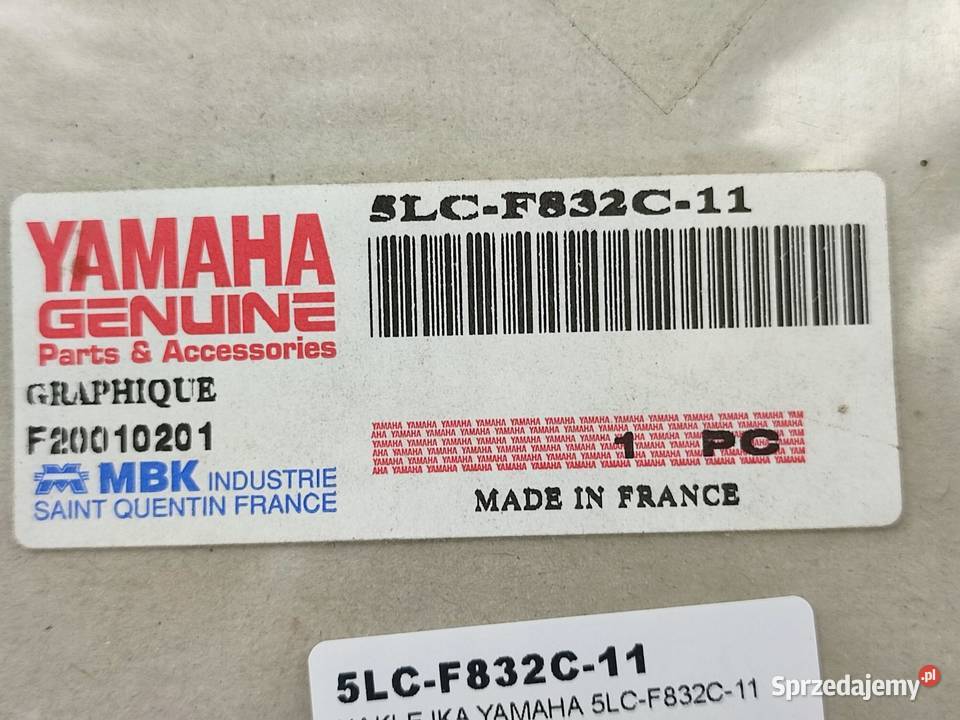 YAMAHA
GENUINE
Parts & Accessories
GRAPHIQUE
F20010201
MBK INDUSTRIE
SAINT QUENTIN FRANCE
5LC-F832C-11
1 PC
MADE IN FRANCE
5LC-F832C-11
YAMAHA 5LC-F832C-11
Sprzedajemy.pl